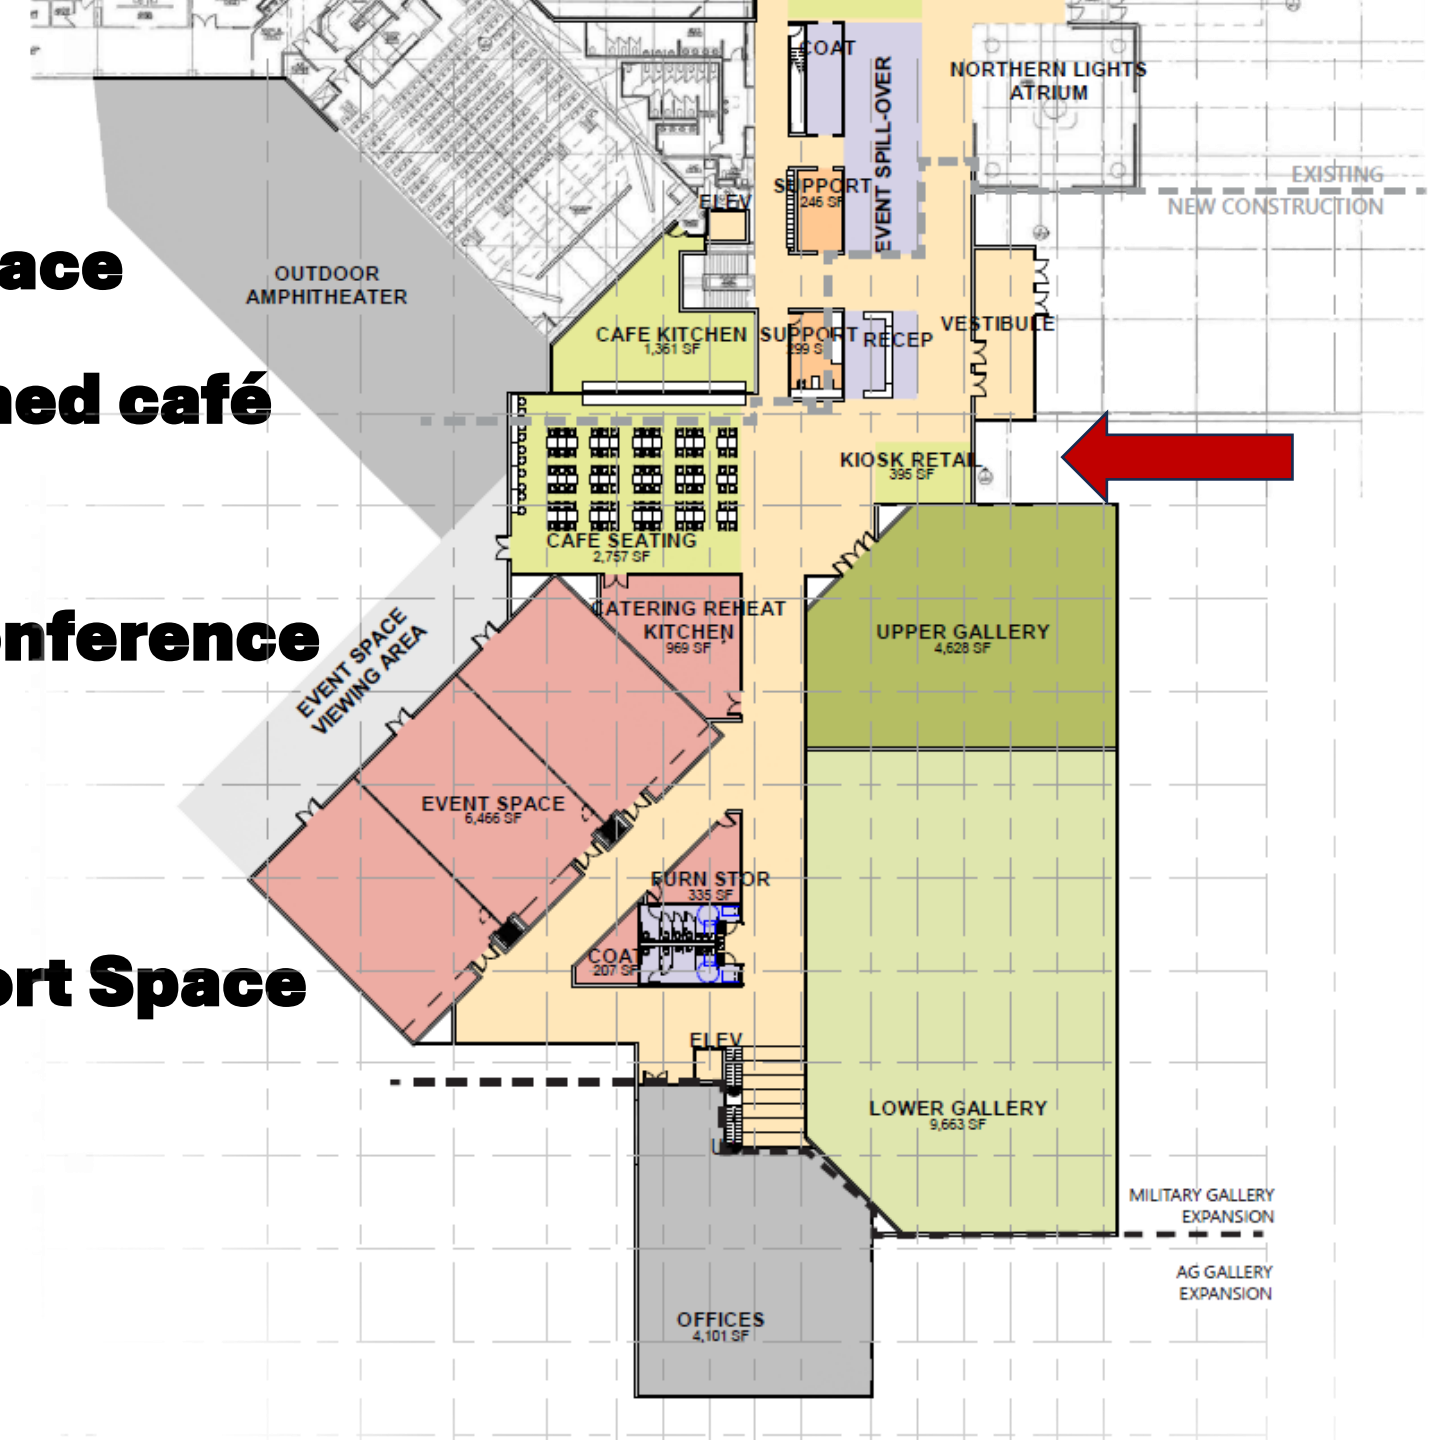 COAT
EVENT SPILL-OVER
NORTHERN LIGHTS
ATRIUM
EXISTING
NEW CONSTRUCTION
SUPPORT
246 SF
ELEV
ace
OUTDOOR
AMPHITHEATER
CAFE KITCHEN
1,361 SF
SUPPORT
299 S
RECEP
VESTIBULE
ned café
KIOSK RETAIL
395 SF
CAFE SEATING
2,757 SF
onference
EVENT SPACE
VIEWING AREA
CATERING REHEAT
KITCHEN
969 SF
UPPER GALLERY
4,628 SF
EVENT SPACE
6,466 SF
FURN STOR
335 SF
COAT
207 SF
ort Space
ELEV
LOWER GALLERY
9,663 SF
MILITARY GALLERY
EXPANSION
AG GALLERY
EXPANSION
OFFICES
4,101 SF